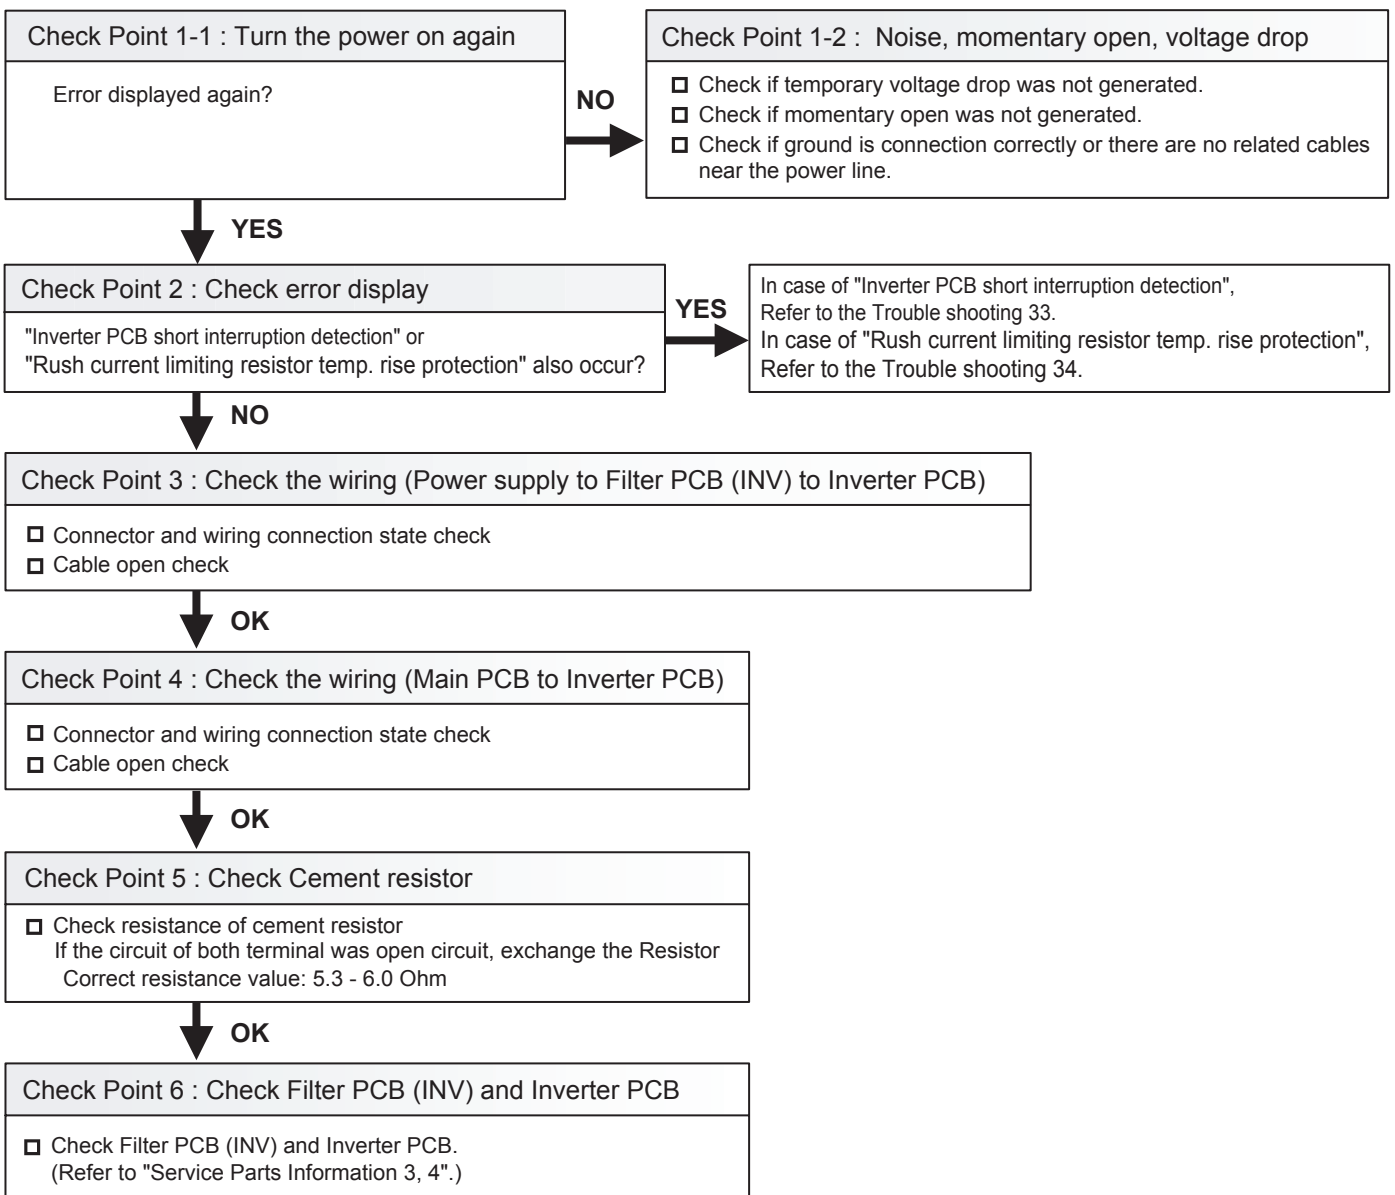 Check Point 1-1 : Turn the power on again
Error displayed again?
NO
Check Point 1-2 : Noise, momentary open, voltage drop
Check if temporary voltage drop was not generated.
Check if momentary open was not generated.
Check if ground is connection correctly or there are no related cables
near the power line.
YES
Check Point 2 : Check error display
"Inverter PCB short interruption detection" or
"Rush current limiting resistor temp. rise protection" also occur?
YES
In case of "Inverter PCB short interruption detection",
Refer to the Trouble shooting 33.
In case of "Rush current limiting resistor temp. rise protection",
Refer to the Trouble shooting 34.
NO
Check Point 3 : Check the wiring (Power supply to Filter PCB (INV) to Inverter PCB)
Connector and wiring connection state check
Cable open check
OK
Check Point 4 : Check the wiring (Main PCB to Inverter PCB)
Connector and wiring connection state check
Cable open check
OK
Check Point 5 : Check Cement resistor
Check resistance of cement resistor
If the circuit of both terminal was open circuit, exchange the Resistor
Correct resistance value: 5.3 - 6.0 Ohm
OK
Check Point 6 : Check Filter PCB (INV) and Inverter PCB
Check Filter PCB (INV) and Inverter PCB.
(Refer to "Service Parts Information 3, 4".)